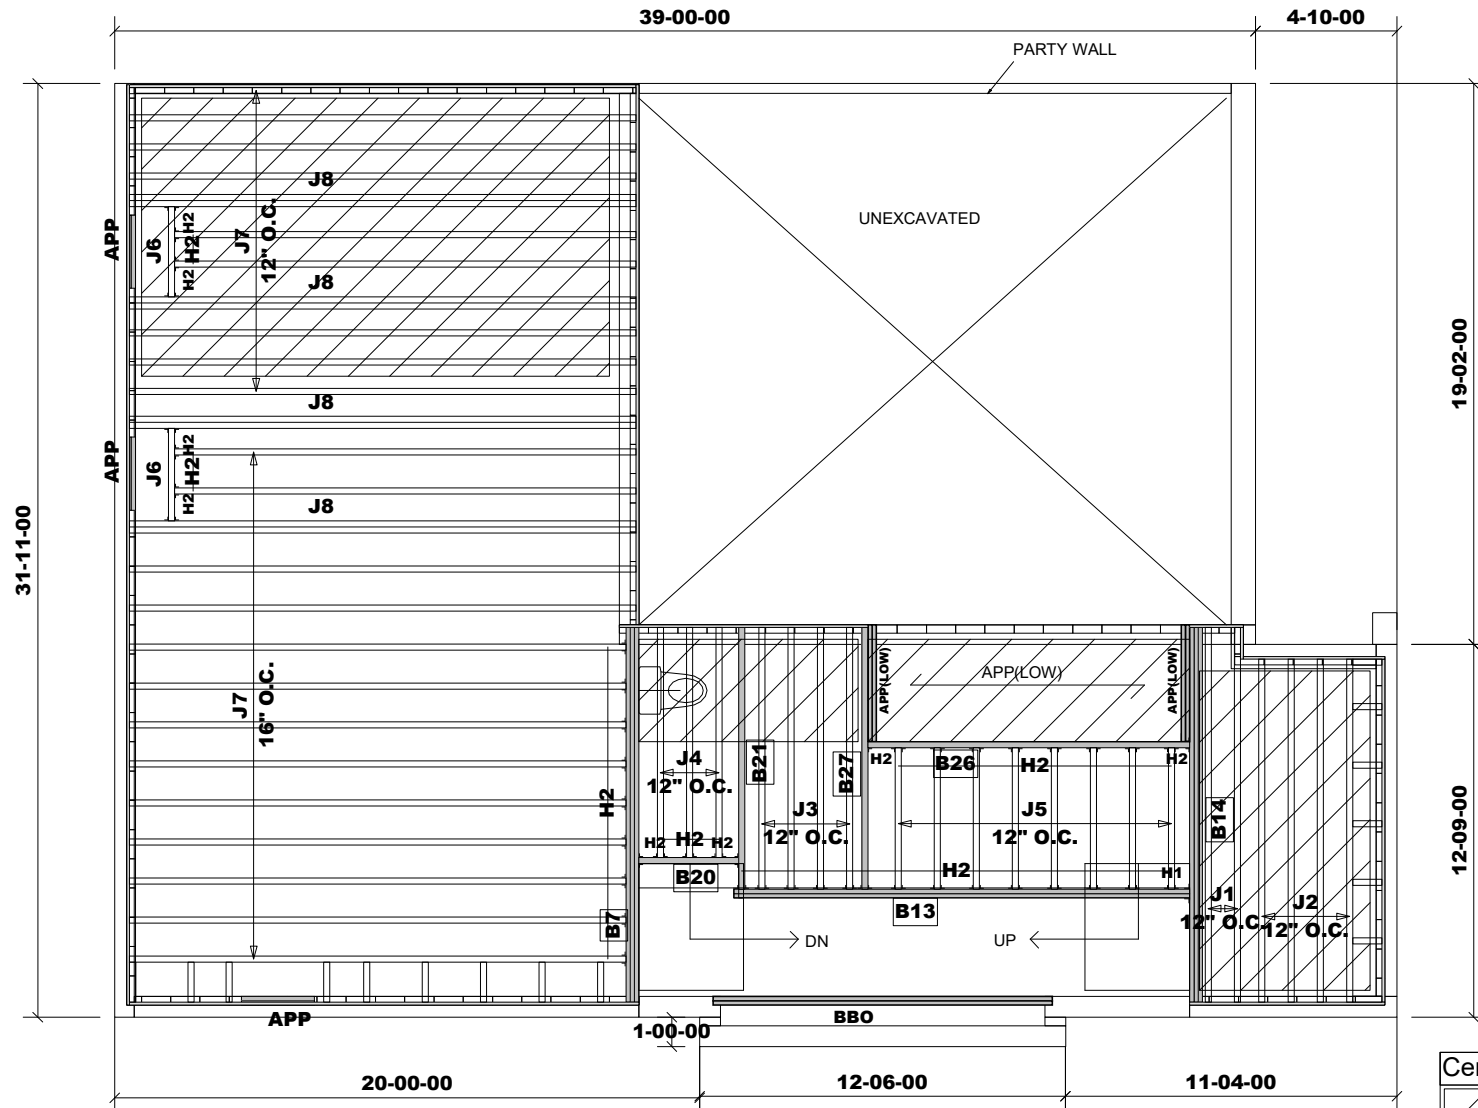 39-00-00
4-10-00
PARTY WALL
J8
APP
J6
H2
H2
H2
J7
12" O.C.
UNEXCAVATED
J8
19-02-00
J8
APP
J6
H2
H2
H2
J8
31-11-00
J7
16" O.C.
APP(LOW)
APP(LOW)
APP(LOW)
J4
12" O.C.
B21
B27
H2
B26
H2
H2
H2
J3
12" O.C.
J5
12" O.C.
B14
12-09-00
H2
H2
H2
B20
H2
H1
J1
12" O.C.
J2
12" O.C.
B7
B13
DN
UP
APP
BBO
1-00-00
20-00-00
12-06-00
11-04-00
Cer